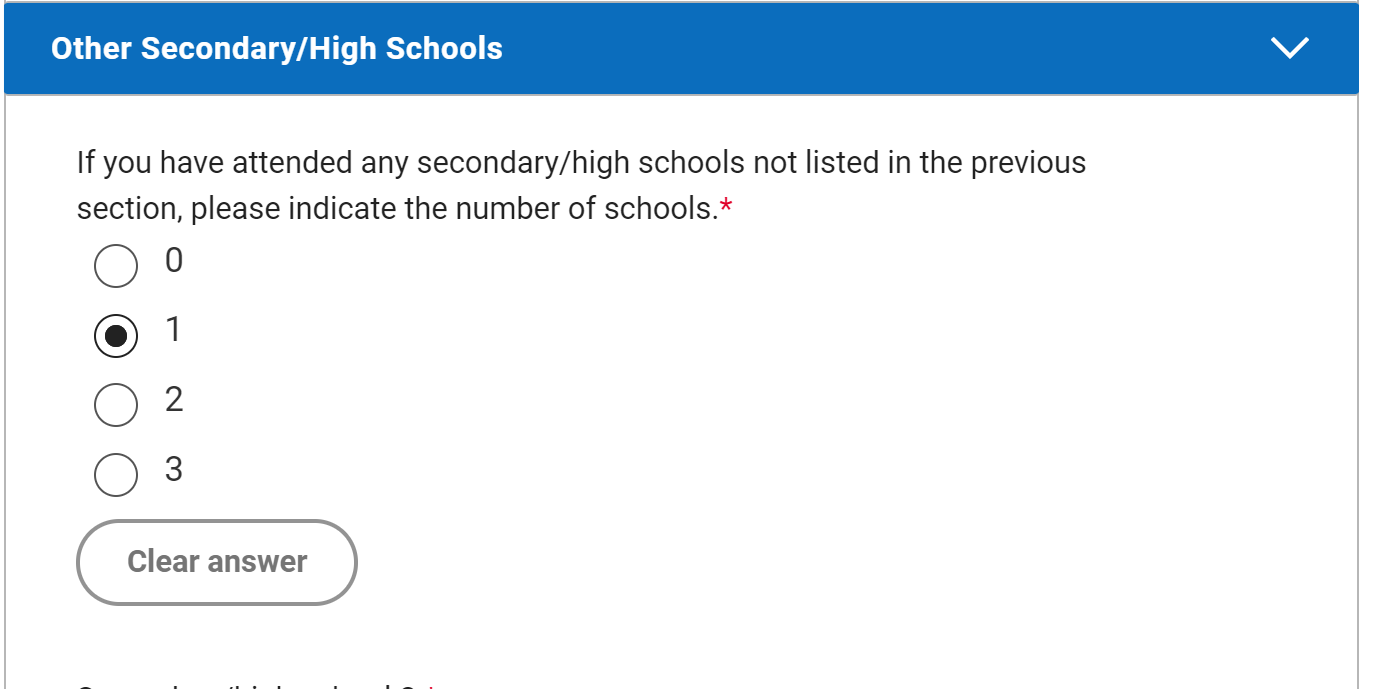 Other Secondary/High Schools
If you have attended any secondary/high schools not listed in the previous
section, please indicate the number of schools.*
0
1
2
3
Clear answer